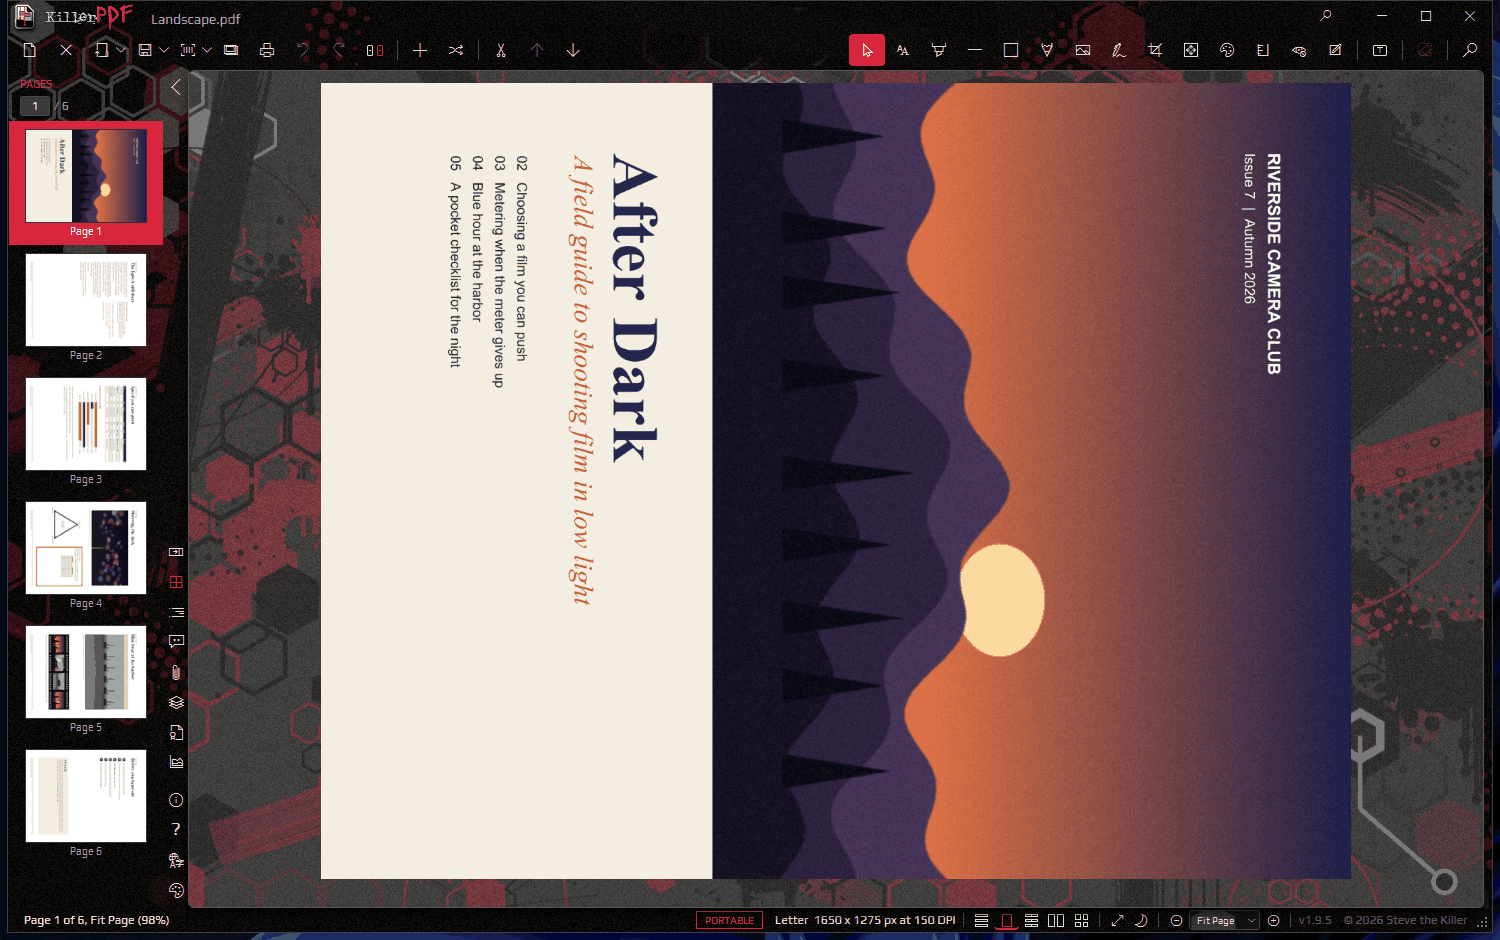 KillerPDF
Landscape.pdf
PAGES
1 / 6
Page 1
Page 2
Page 3
Page 4
Page 5
Page 6
RIVERSIDE CAMERA CLUB
Issue 7 | Autumn 2026
After Dark
A field guide to shooting film in low light
02 Choosing a film you can push
03 Metering when the meter gives up
04 Blue hour at the harbor
05 A pocket checklist for the night
Page 1 of 6, Fit Page (98%)
PORTABLE
Letter 1650 x 1275 px at 150 DPI
Fit Page
v1.9.5
© 2026 Steve the Killer